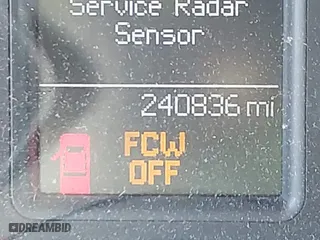 Service Radar
Sensor
240836 mi
FCW
OFF
DREAMBID